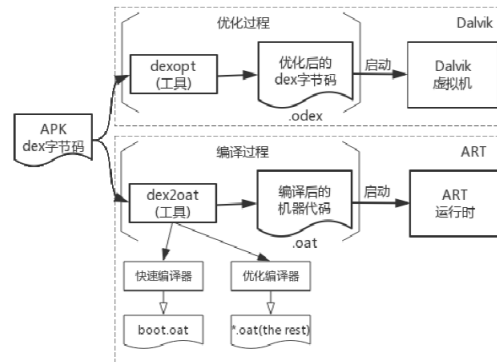 优化过程
Dalvik
dexopt
(工具)
优化后的
dex字节码
启动
Dalvik
虚拟机
.odex
APK
dex字节码
编译过程
ART
dex2oat
(工具)
编译后的
机器代码
启动
ART
运行时
.oat
快速编译器
优化编译器
boot.oat
*.oat(the rest)